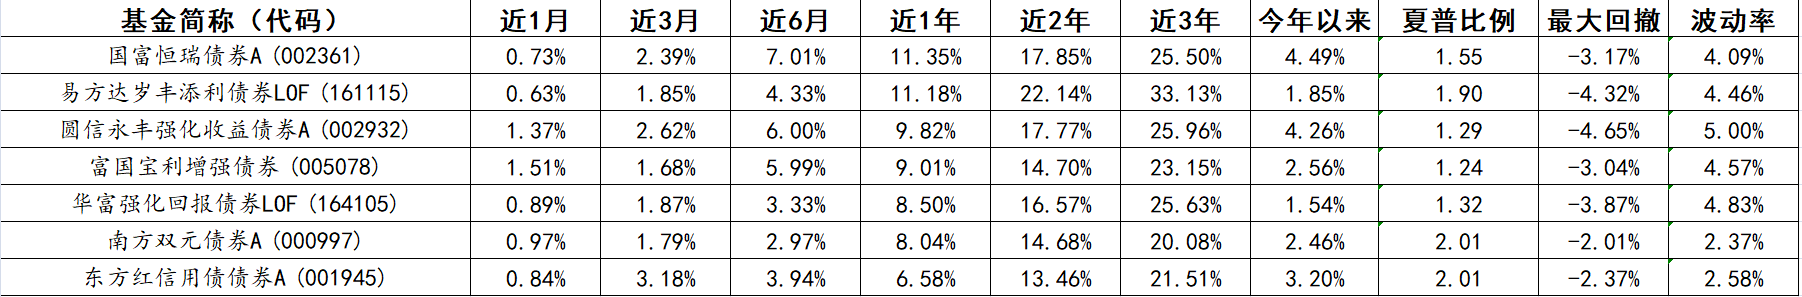 基金简称（代码） 近1月 近3月 近6月 近1年 近2年 近3年 今年以来 夏普比例 最大回撤 波动率
国富恒瑞债券A (002361) 0.73% 2.39% 7.01% 11.35% 17.85% 25.50% 4.49% 1.55 -3.17% 4.09%
易方达岁丰添利债券LOF (161115) 0.63% 1.85% 4.33% 11.18% 22.14% 33.13% 1.85% 1.90 -4.32% 4.46%
圆信永丰强化收益债券A (002932) 1.37% 2.62% 6.00% 9.82% 17.77% 25.96% 4.26% 1.29 -4.65% 5.00%
富国宝利增强债券 (005078) 1.51% 1.68% 5.99% 9.01% 14.70% 23.15% 2.56% 1.24 -3.04% 4.57%
华富强化回报债券LOF (164105) 0.89% 1.87% 3.33% 8.50% 16.57% 25.63% 1.54% 1.32 -3.87% 4.83%
南方双元债券A (000997) 0.97% 1.79% 2.97% 8.04% 14.68% 20.08% 2.46% 2.01 -2.01% 2.37%
东方红信用债债券A (001945) 0.84% 3.18% 3.94% 6.58% 13.46% 21.51% 3.20% 2.01 -2.37% 2.58%